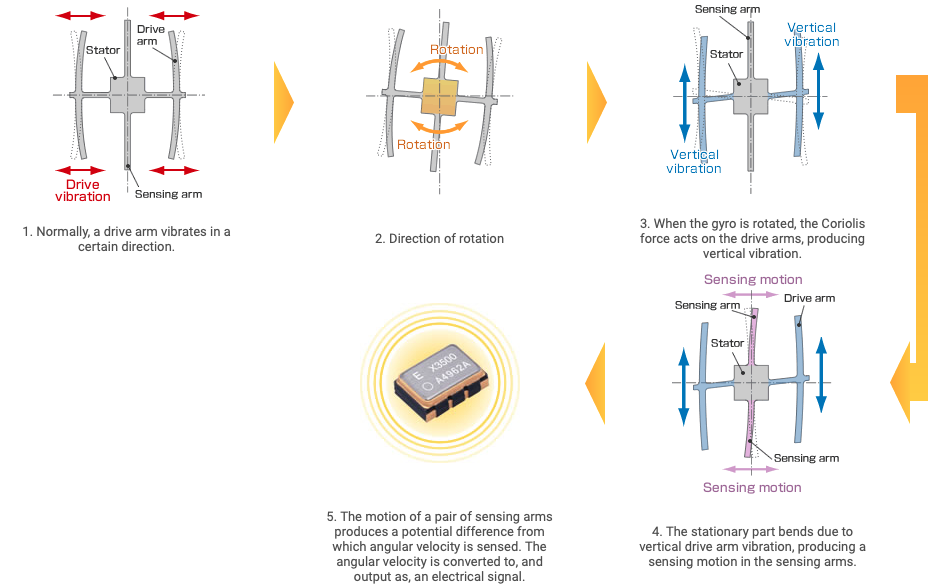 Drive
arm
Stator
Drive
vibration
Sensing arm
1. Normally, a drive arm vibrates in a
certain direction.
Rotation
Rotation
2. Direction of rotation
Sensing arm
Vertical
vibration
Stator
Vertical
vibration
3. When the gyro is rotated, the Coriolis
force acts on the drive arms, producing
vertical vibration.
Sensing motion
Sensing arm
Drive arm
Stator
Sensing arm
Sensing motion
4. The stationary part bends due to
vertical drive arm vibration, producing a
sensing motion in the sensing arms.
E X3500
A4962A
5. The motion of a pair of sensing arms
produces a potential difference from
which angular velocity is sensed. The
angular velocity is converted to, and
output as, an electrical signal.